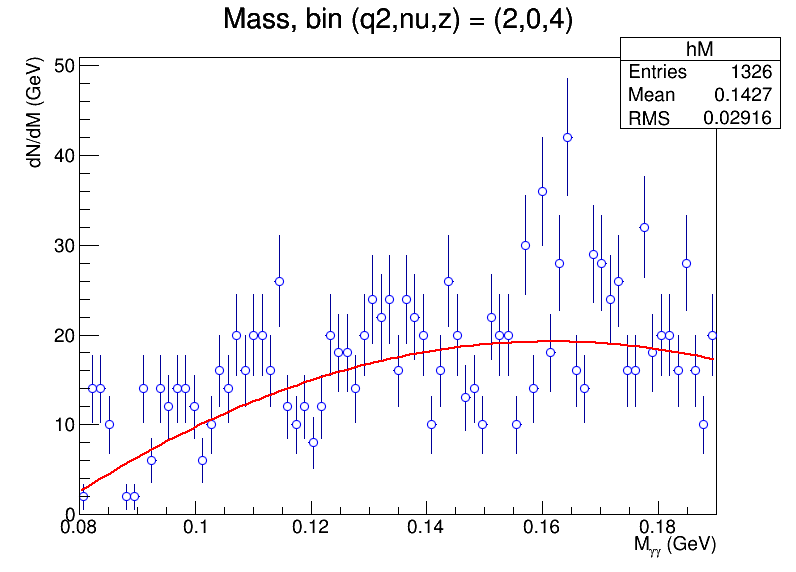 Mass, bin (q2,nu,z) = (2,0,4)
hM
Entries 1326
Mean 0.1427
RMS 0.02916
dN/dM (GeV)
50
40
30
20
10
0
0.08 0.1 0.12 0.14 0.16 0.18
Mγγ (GeV)